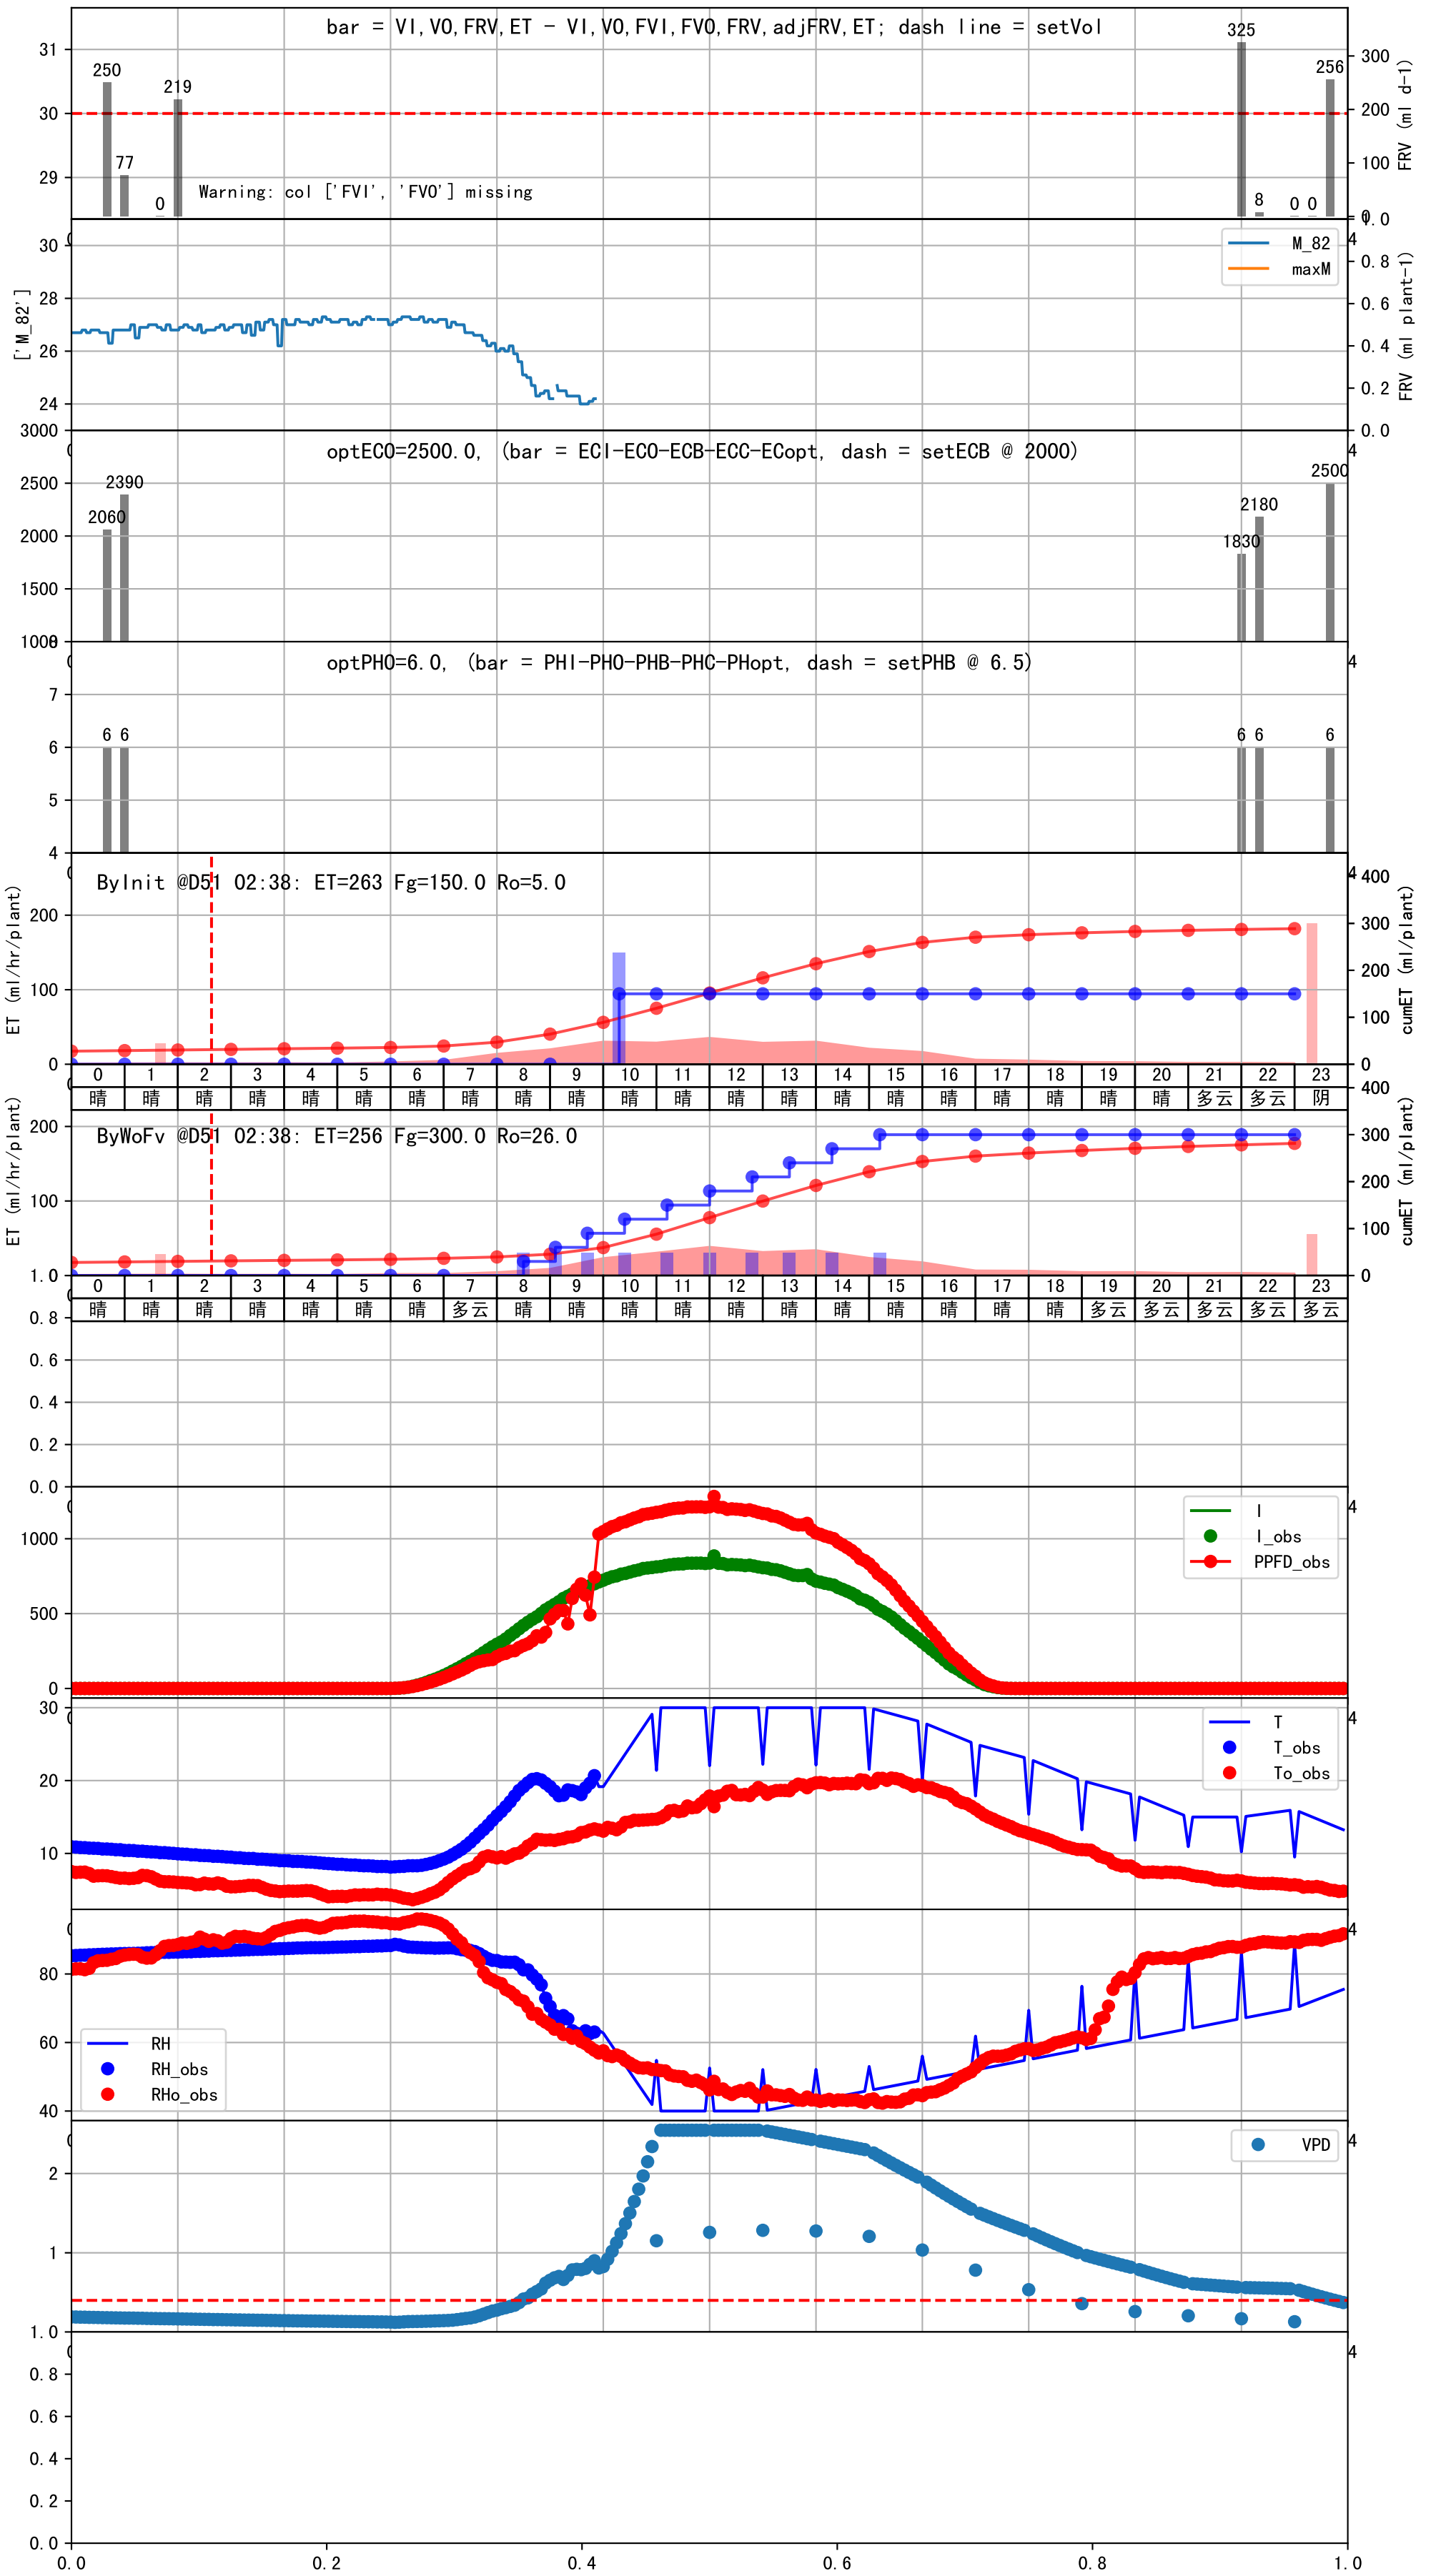 bar = VI,VO,FRV,ET - VI,VO,FVI,FVO,FRV,adjFRV,ET; dash line = setVol
31
30
29
250
77
0
219
325
8
0 0
256
Warning: col ['FVI', 'FVO'] missing
300
200
100
0
FRV (ml d-1)
1.0
30
28
26
24
['M_82']
M_82
maxM
4
0.8
0.6
0.4
0.2
0.0
FRV (ml plant-1)
optECO=2500.0, (bar = ECI-ECO-ECB-ECC-ECopt, dash = setECB @ 2000)
4
3000
2500
2000
1500
1000
2060
2390
1830
2180
2500
optPHO=6.0, (bar = PHI-PHO-PHB-PHC-PHopt, dash = setPHB @ 6.5)
4
7
6
5
4
6 6
6 6
6
ByInit @D51 02:38: ET=263 Fg=150.0 Ro=5.0
4
200
100
0
ET (ml/hr/plant)
400
300
200
100
0
cumET (ml/plant)
0 1 2 3 4 5 6 7 8 9 10 11 12 13 14 15 16 17 18 19 20 21 22 23
晴 晴 晴 晴 晴 晴 晴 晴 晴 晴 晴 晴 晴 晴 晴 晴 晴 晴 晴 晴 晴 多云 多云 阴
ByWoFv @D51 02:38: ET=256 Fg=300.0 Ro=26.0
200
100
ET (ml/hr/plant)
400
300
200
100
0
cumET (ml/plant)
0 1 2 3 4 5 6 7 8 9 10 11 12 13 14 15 16 17 18 19 20 21 22 23
晴 晴 晴 晴 晴 晴 晴 多云 晴 晴 晴 晴 晴 晴 晴 晴 晴 晴 晴 多云 多云 多云 多云 多云
1.0
0.8
0.6
0.4
0.2
0.0
4
1000
500
0
I
I_obs
PPFD_obs
4
30
20
10
T
T_obs
To_obs
4
80
60
40
RH
RH_obs
RHo_obs
4
2
1
VPD
4
1.0
0.8
0.6
0.4
0.2
0.0
0.0 0.2 0.4 0.6 0.8 1.0